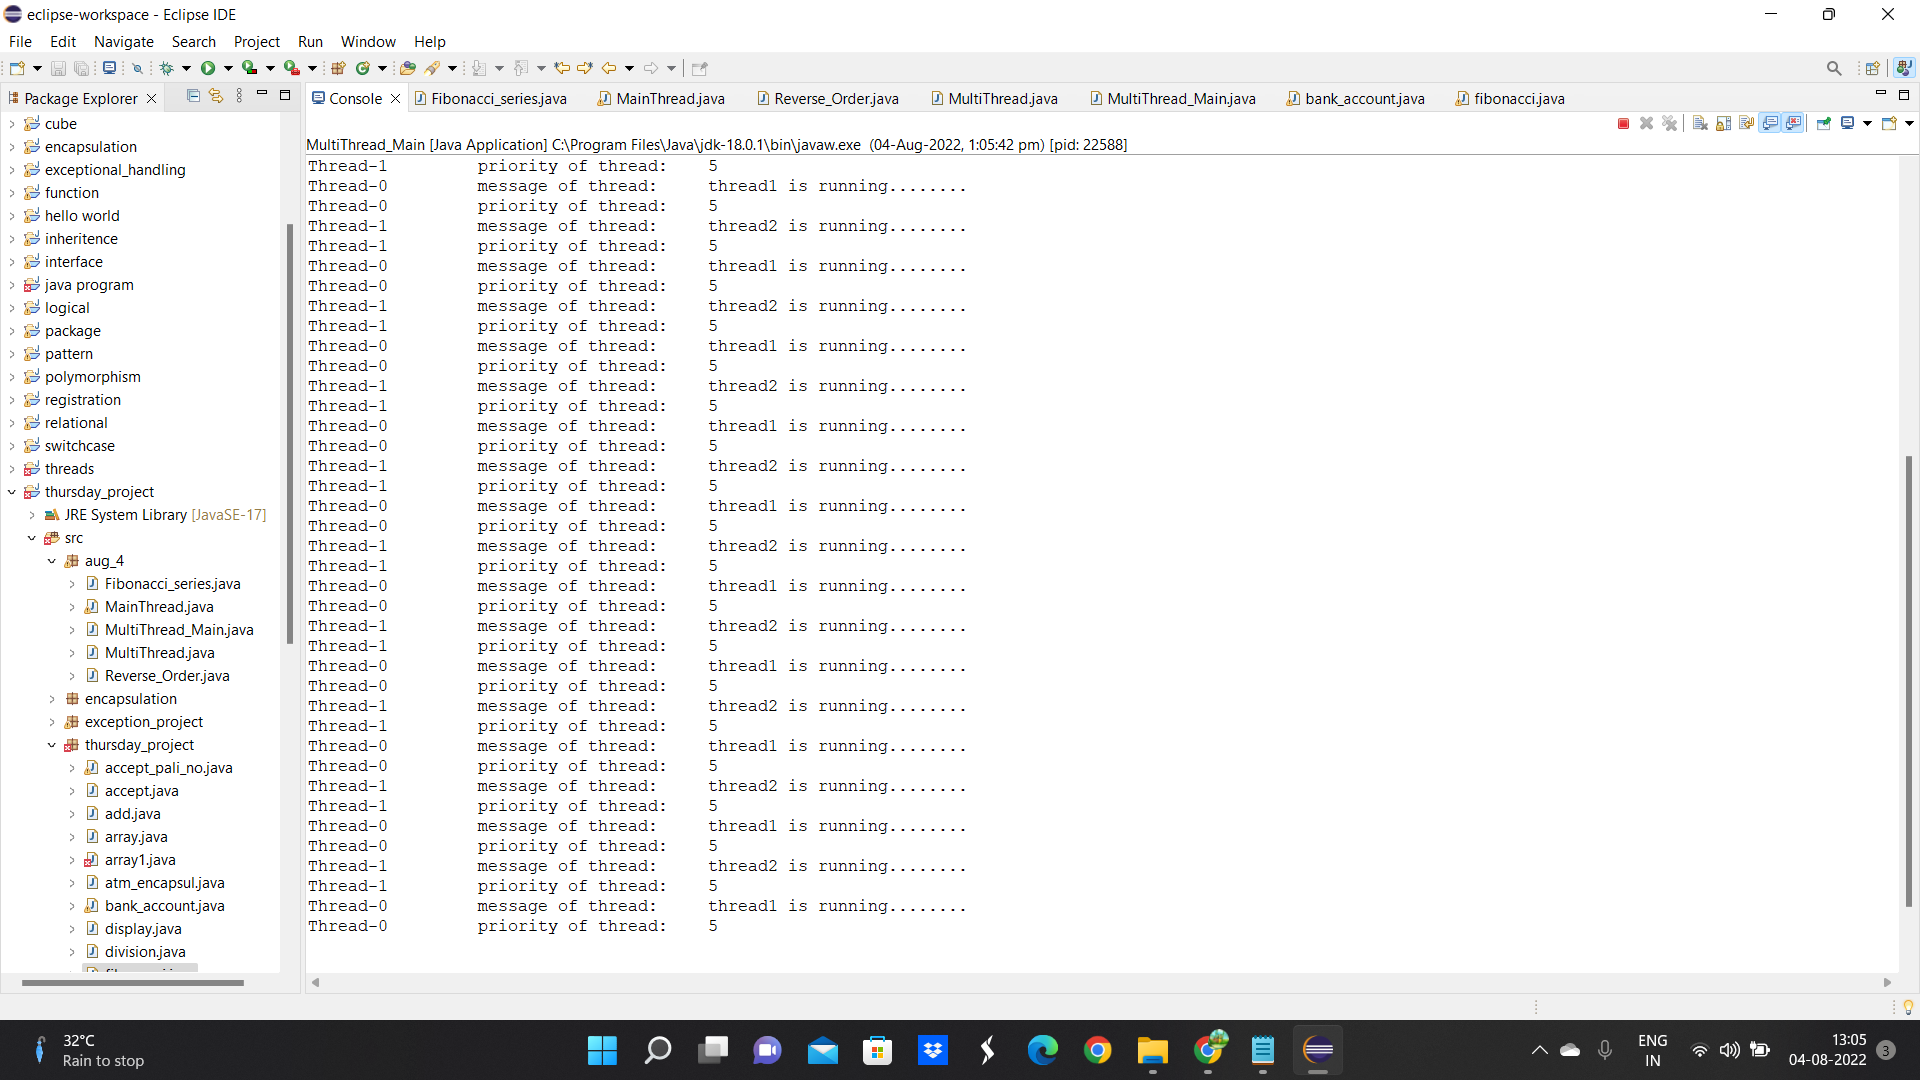 eclipse-workspace - Eclipse IDE
File Edit Navigate Search Project Run Window Help
Package Explorer
Console Fibonacci_series.java MainThread.java Reverse_Order.java MultiThread.java MultiThread_Main.java bank_account.java fibonacci.java
cube
encapsulation
exceptional_handling
function
hello world
inheritence
interface
java program
logical
package
pattern
polymorphism
registration
relational
switchcase
threads
thursday_project
JRE System Library [JavaSE-17]
src
aug_4
Fibonacci_series.java
MainThread.java
MultiThread_Main.java
MultiThread.java
Reverse_Order.java
encapsulation
exception_project
thursday_project
accept_pali_no.java
accept.java
add.java
array.java
array1.java
atm_encapsul.java
bank_account.java
display.java
division.java
MultiThread_Main [Java Application] C:\Program Files\Java\jdk-18.0.1\bin\javaw.exe (04-Aug-2022, 1:05:42 pm) [pid: 22588]
Thread-1 priority of thread: 5
Thread-0 message of thread: thread1 is running........
Thread-0 priority of thread: 5
Thread-1 message of thread: thread2 is running........
Thread-1 priority of thread: 5
Thread-0 message of thread: thread1 is running........
Thread-0 priority of thread: 5
Thread-1 message of thread: thread2 is running........
Thread-1 priority of thread: 5
Thread-0 message of thread: thread1 is running........
Thread-0 priority of thread: 5
Thread-1 message of thread: thread2 is running........
Thread-1 priority of thread: 5
Thread-0 message of thread: thread1 is running........
Thread-0 priority of thread: 5
Thread-1 message of thread: thread2 is running........
Thread-1 priority of thread: 5
Thread-0 message of thread: thread1 is running........
Thread-0 priority of thread: 5
Thread-1 message of thread: thread2 is running........
Thread-1 priority of thread: 5
Thread-0 message of thread: thread1 is running........
Thread-0 priority of thread: 5
Thread-1 message of thread: thread2 is running........
Thread-1 priority of thread: 5
Thread-0 message of thread: thread1 is running........
Thread-0 priority of thread: 5
Thread-1 message of thread: thread2 is running........
Thread-1 priority of thread: 5
Thread-0 message of thread: thread1 is running........
Thread-0 priority of thread: 5
Thread-1 message of thread: thread2 is running........
Thread-1 priority of thread: 5
Thread-0 message of thread: thread1 is running........
Thread-0 priority of thread: 5
Thread-1 message of thread: thread2 is running........
Thread-1 priority of thread: 5
Thread-0 message of thread: thread1 is running........
Thread-0 priority of thread: 5
32°C
Rain to stop
ENG
IN
13:05
04-08-2022
3